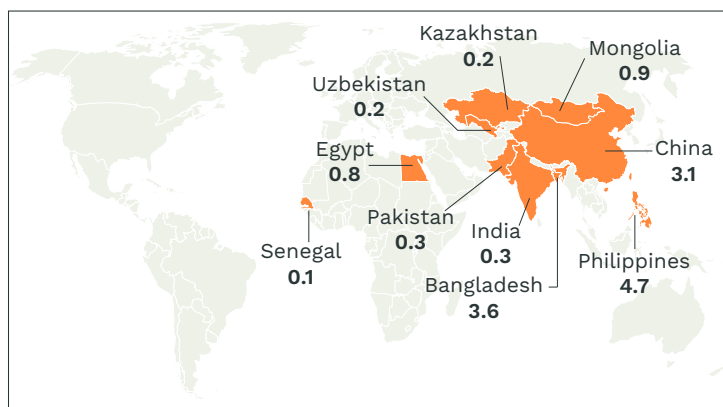 Kazakhstan
0.2
Mongolia
0.9
Uzbekistan
0.2
Egypt
0.8
China
3.1
Pakistan
0.3
India
0.3
Senegal
0.1
Bangladesh
3.6
Philippines
4.7